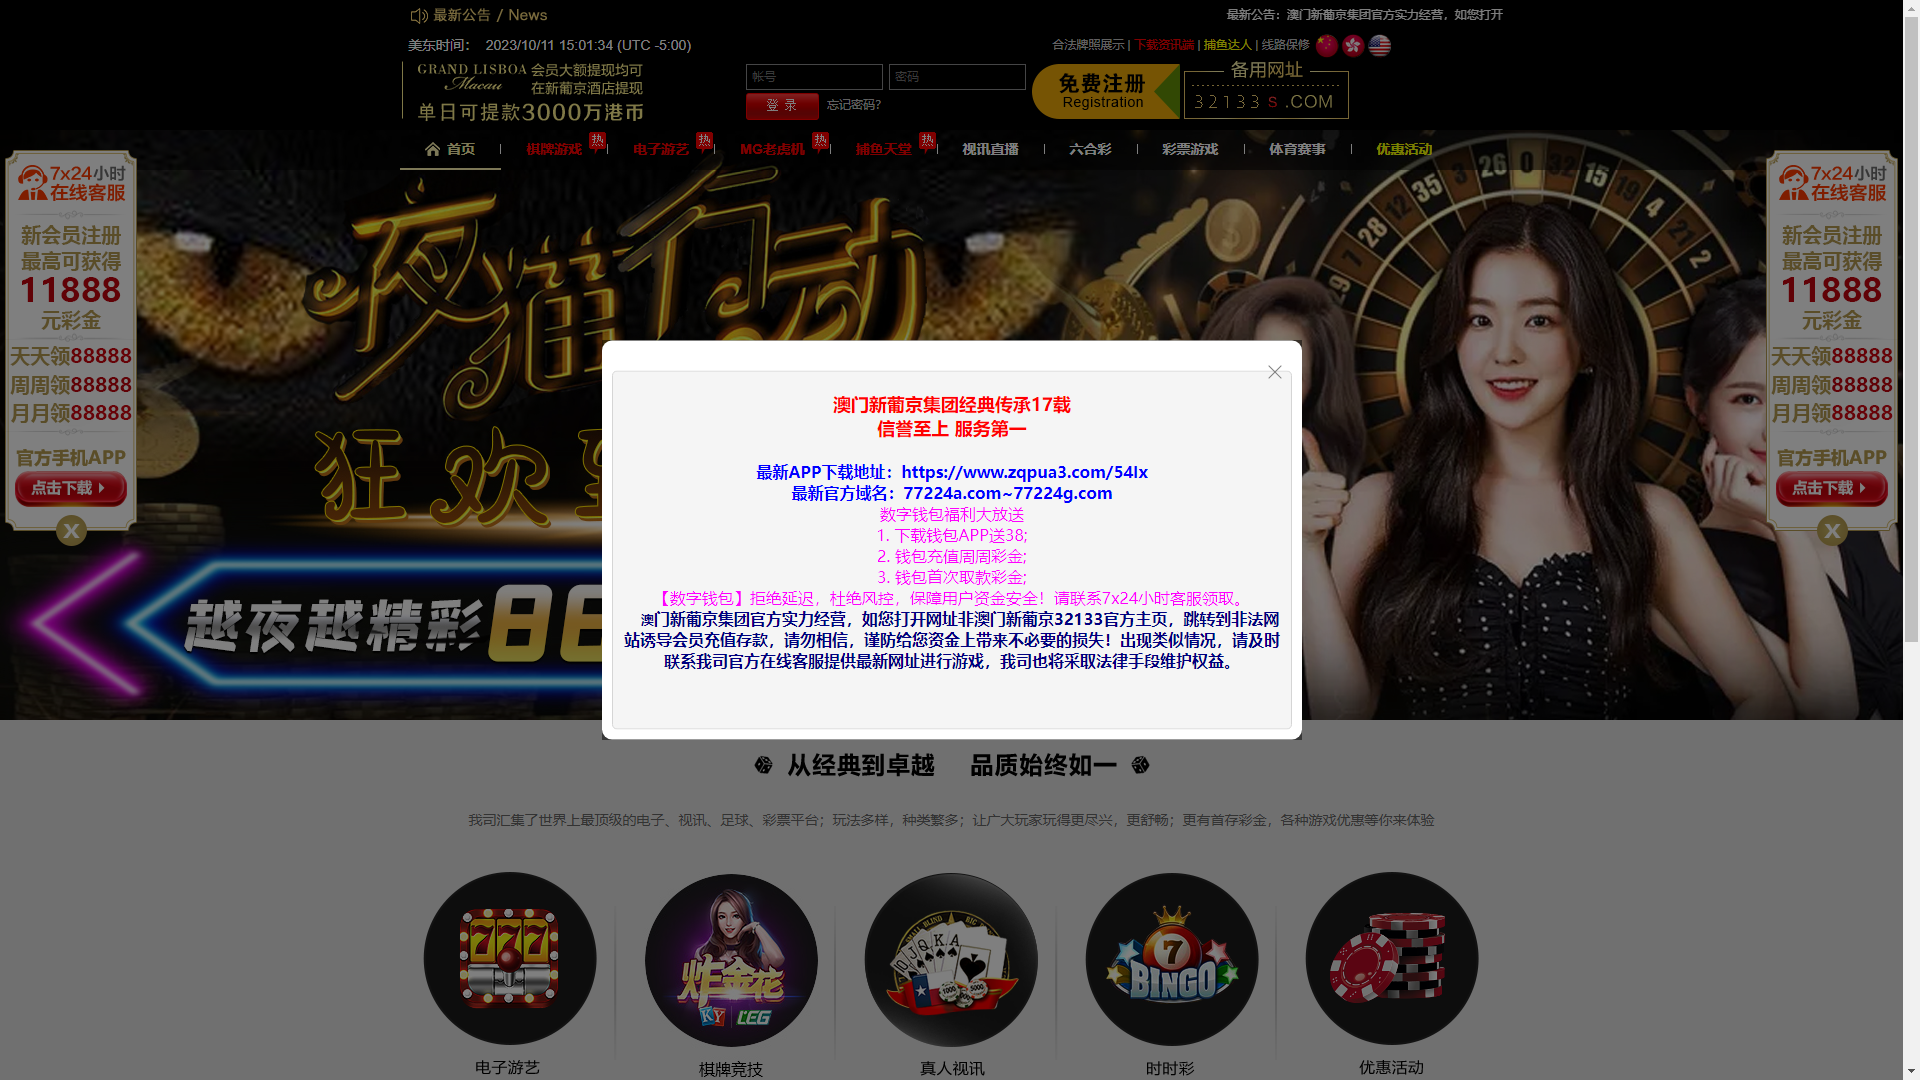 最新公告 / News
最新公告：澳门新葡京集团官方实力经营，如您打开
美东时间： 2023/10/11 15:01:34 (UTC -5:00)
合法牌照展示 | 下载资讯端 | 捕鱼达人 | 线路保修
GRAND LISBOA
Macau
会员大额提现均可
在新葡京酒店提现
单日可提款3000万港币
帐号
密码
登 录
忘记密码?
免费注册
Registration
备用网址
32133s.COM
首页
棋牌游戏
热
电子游艺
热
MG老虎机
热
捕鱼天堂
热
视讯直播
六合彩
彩票游戏
体育赛事
优惠活动
7x24小时
在线客服
新会员注册
最高可获得
11888
元彩金
天天领88888
周周领88888
月月领88888
官方手机APP
点击下载
X
夜猫行动
狂欢
越夜越精彩88
35 3 26 0 32 15 19 4 21 2
12 28
澳门新葡京集团经典传承17载
信誉至上 服务第一
最新APP下载地址：https://www.zqpua3.com/54Ix
最新官方域名：77224a.com~77224g.com
数字钱包福利大放送
1. 下载钱包APP送38;
2. 钱包充值周周彩金;
3. 钱包首次取款彩金;
【数字钱包】拒绝延迟，杜绝风控，保障用户资金安全！请联系7x24小时客服领取。
澳门新葡京集团官方实力经营，如您打开网址非澳门新葡京32133官方主页，跳转到非法网
站诱导会员充值存款，请勿相信，谨防给您资金上带来不必要的损失！出现类似情况，请及时
联系我司官方在线客服提供最新网址进行游戏，我司也将采取法律手段维护权益。
7x24小时
在线客服
新会员注册
最高可获得
11888
元彩金
天天领88888
周周领88888
月月领88888
官方手机APP
点击下载
X
从经典到卓越 品质始终如一
我司汇集了世界上最顶级的电子、视讯、足球、彩票平台；玩法多样，种类繁多；让广大玩家玩得更尽兴，更舒畅；更有首存彩金，各种游戏优惠等你来体验
777
炸金花
KY LEG
10 J Q K A
1000 5000
7
BINGO
电子游艺
棋牌竞技
真人视讯
时时彩
优惠活动